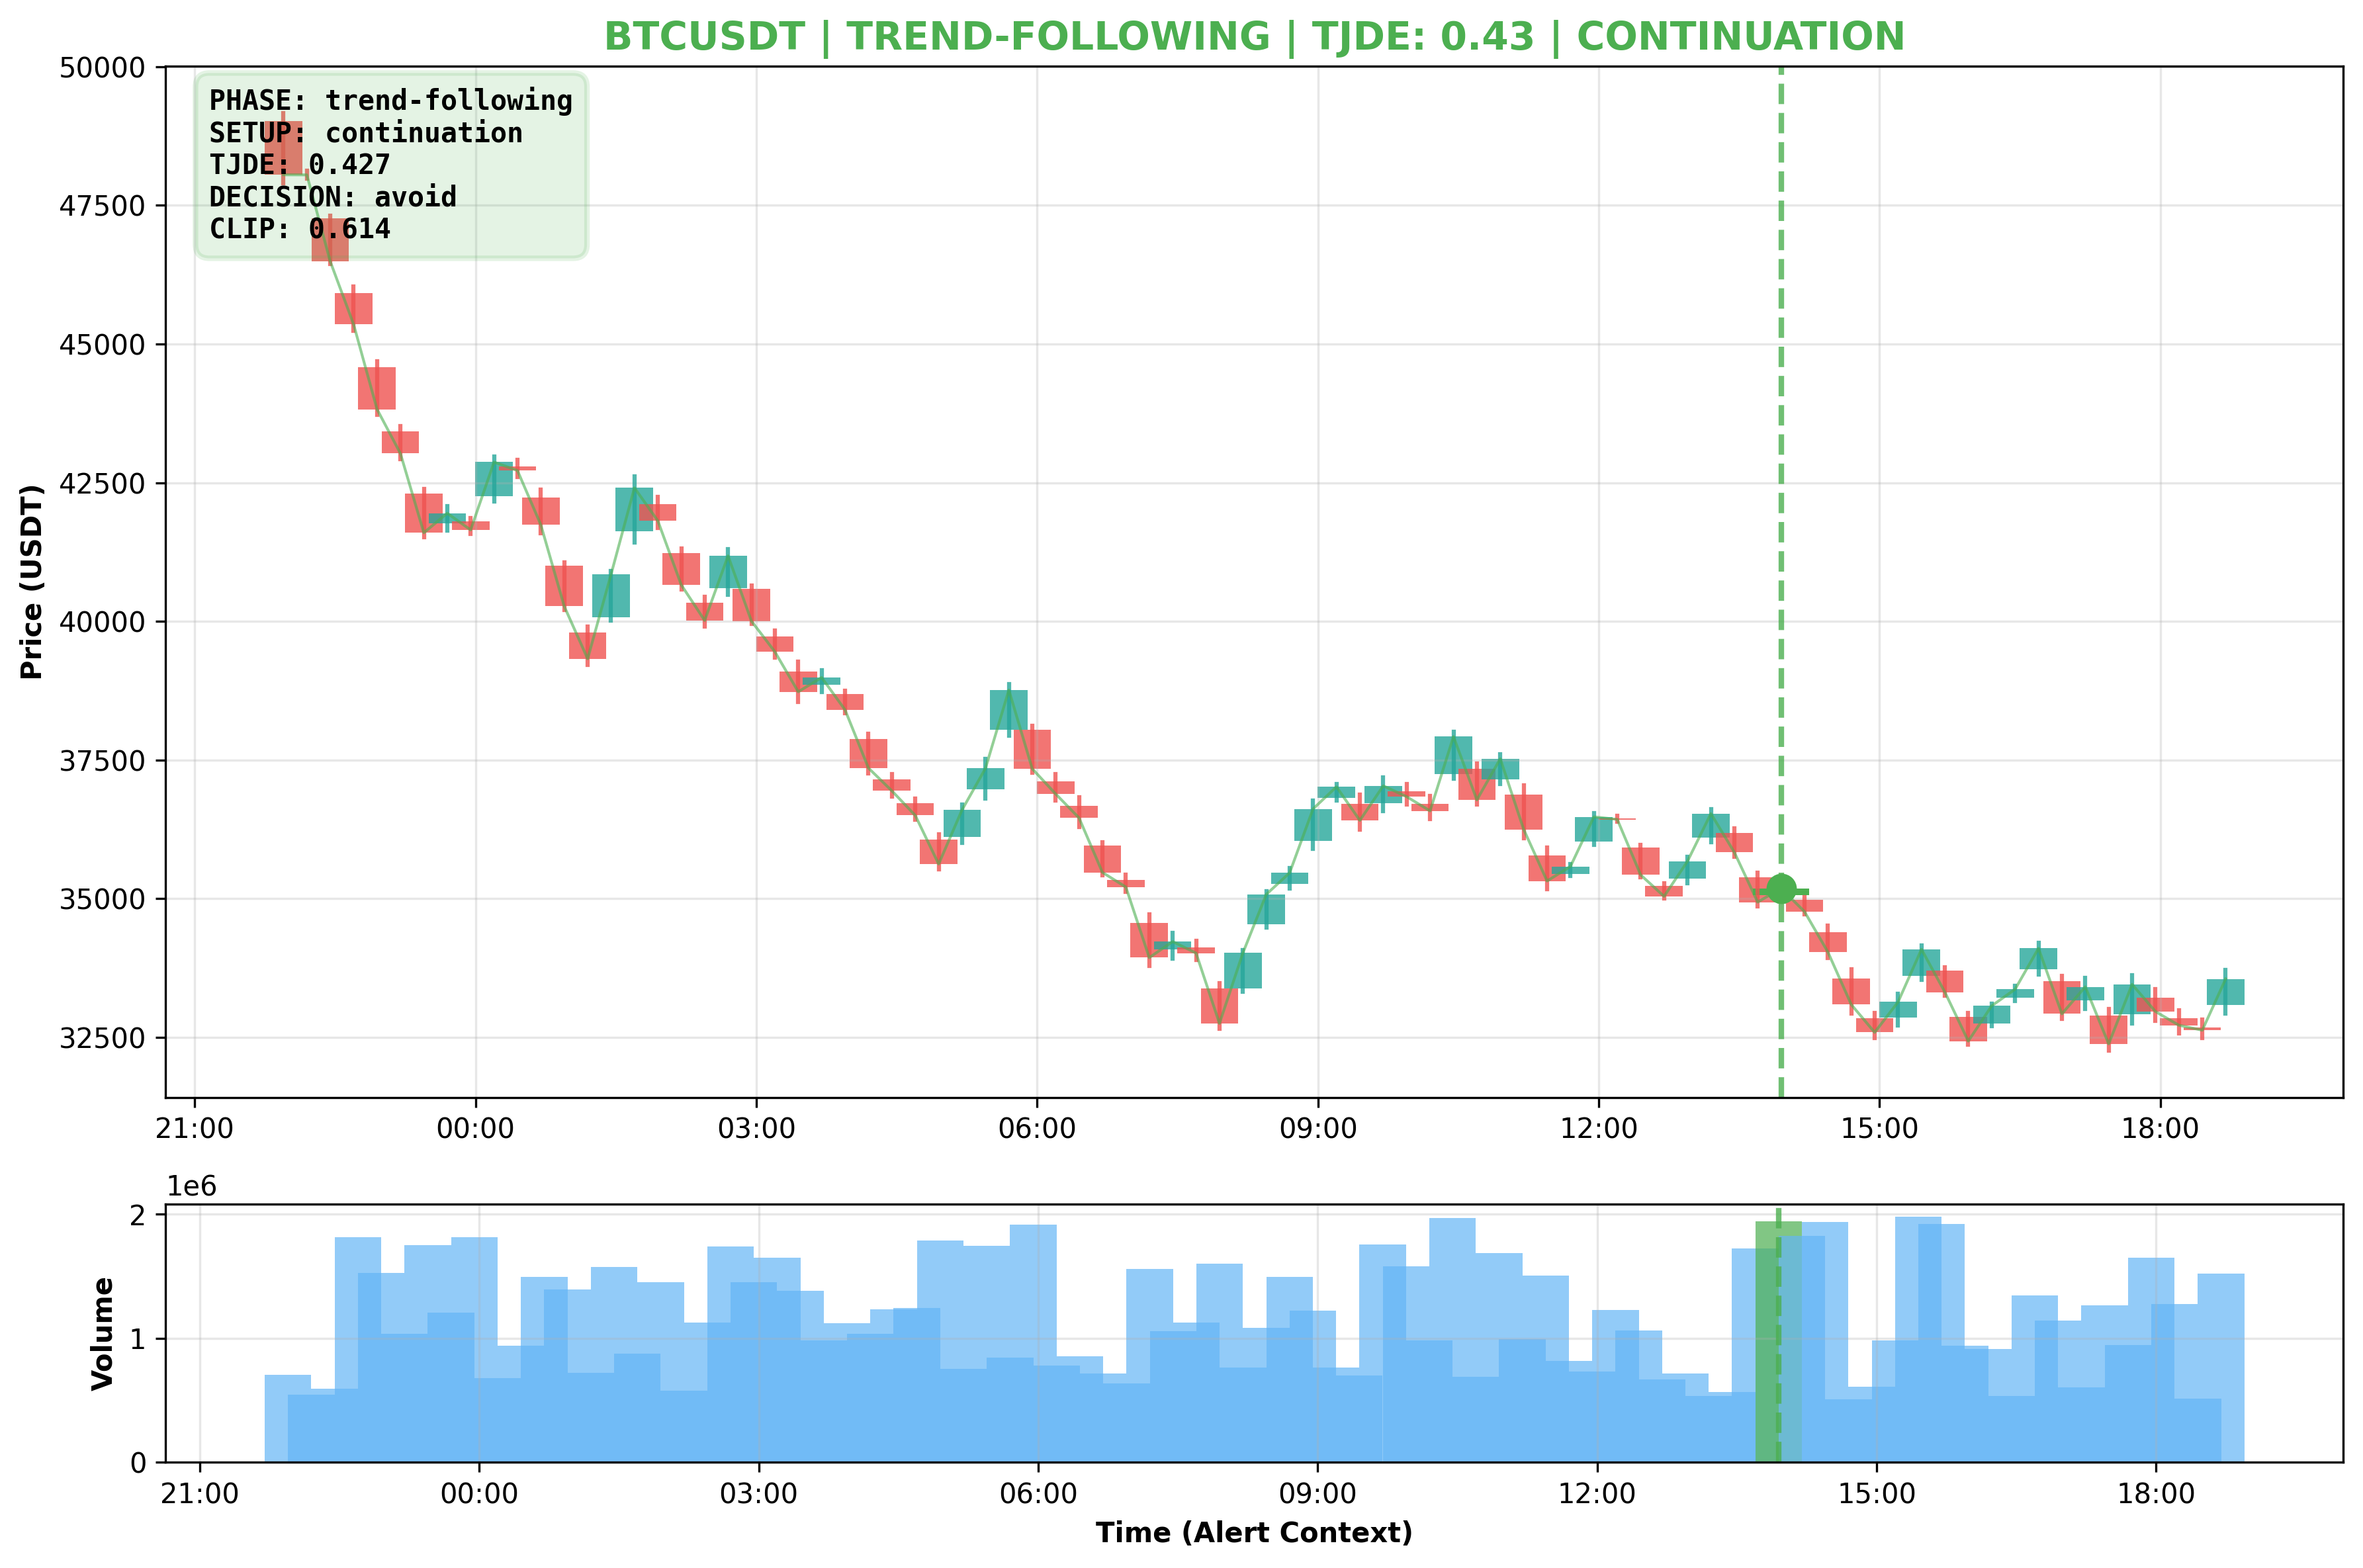 BTCUSDT | TREND-FOLLOWING | TJDE: 0.43 | CONTINUATION
PHASE: trend-following
SETUP: continuation
TJDE: 0.427
DECISION: avoid
CLIP: 0.614
Price (USDT)
50000
47500
45000
42500
40000
37500
35000
32500
21:00 00:00 03:00 06:00 09:00 12:00 15:00 18:00
1e6
Volume
2
1
0
21:00 00:00 03:00 06:00 09:00 12:00 15:00 18:00
Time (Alert Context)